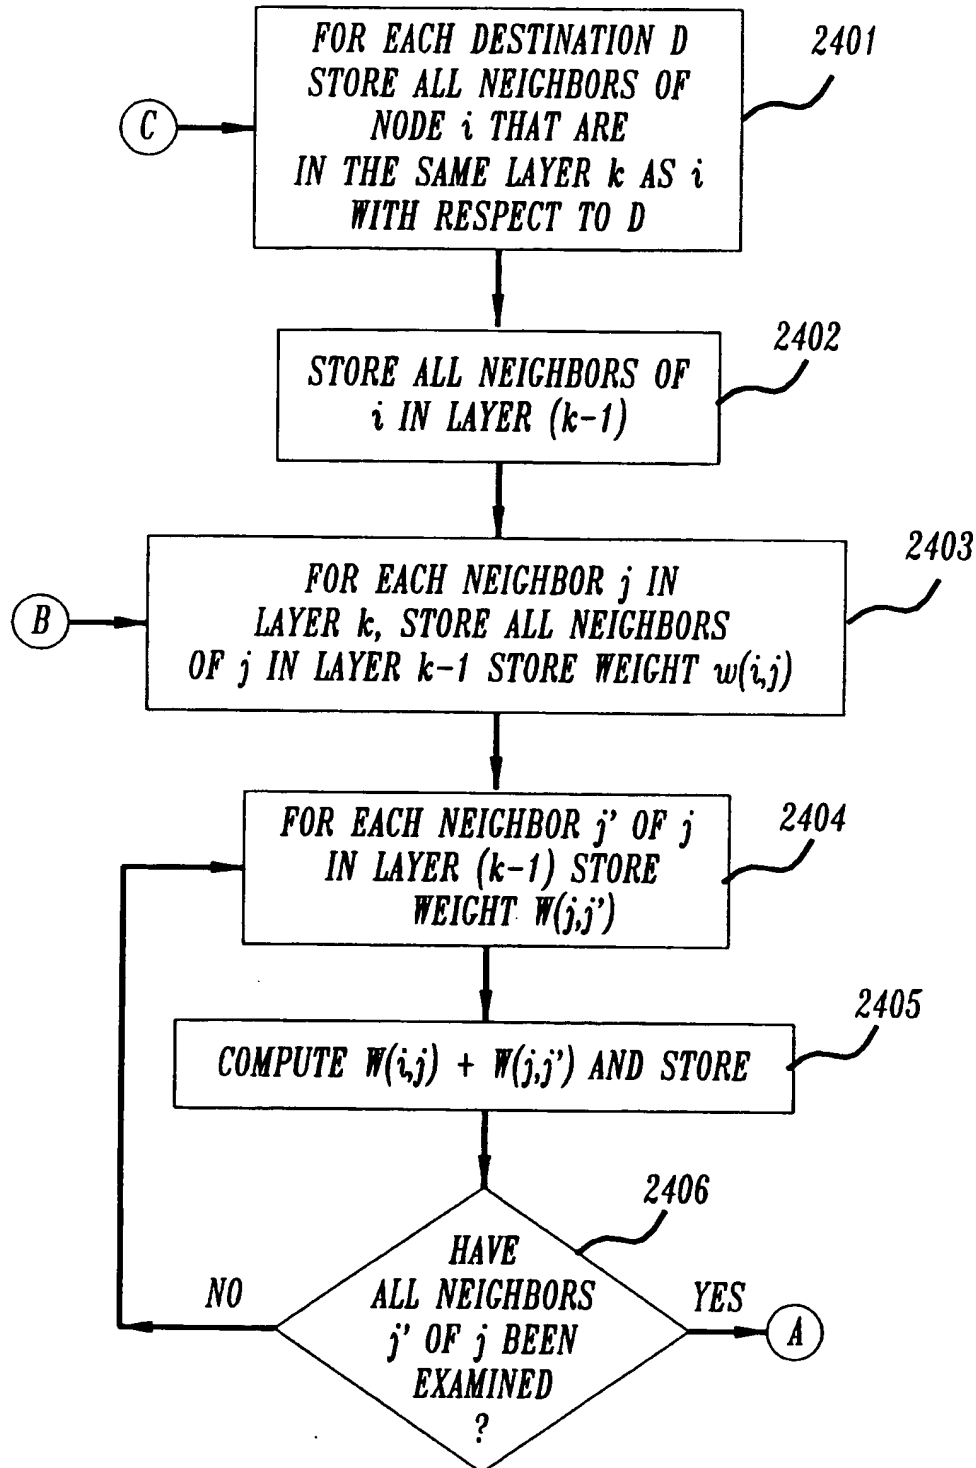 FOR EACH DESTINATION D
STORE ALL NEIGHBORS OF
NODE i THAT ARE
IN THE SAME LAYER k AS i
WITH RESPECT TO D
2401
C
STORE ALL NEIGHBORS OF
i IN LAYER (k-1)
2402
FOR EACH NEIGHBOR j IN
LAYER k, STORE ALL NEIGHBORS
OF j IN LAYER k-1 STORE WEIGHT w(i,j)
2403
B
FOR EACH NEIGHBOR j' OF j
IN LAYER (k-1) STORE
WEIGHT W(j,j')
2404
COMPUTE W(i,j) + W(j,j') AND STORE
2405
2406
HAVE
ALL NEIGHBORS
j' OF j BEEN
EXAMINED
?
NO
YES
A